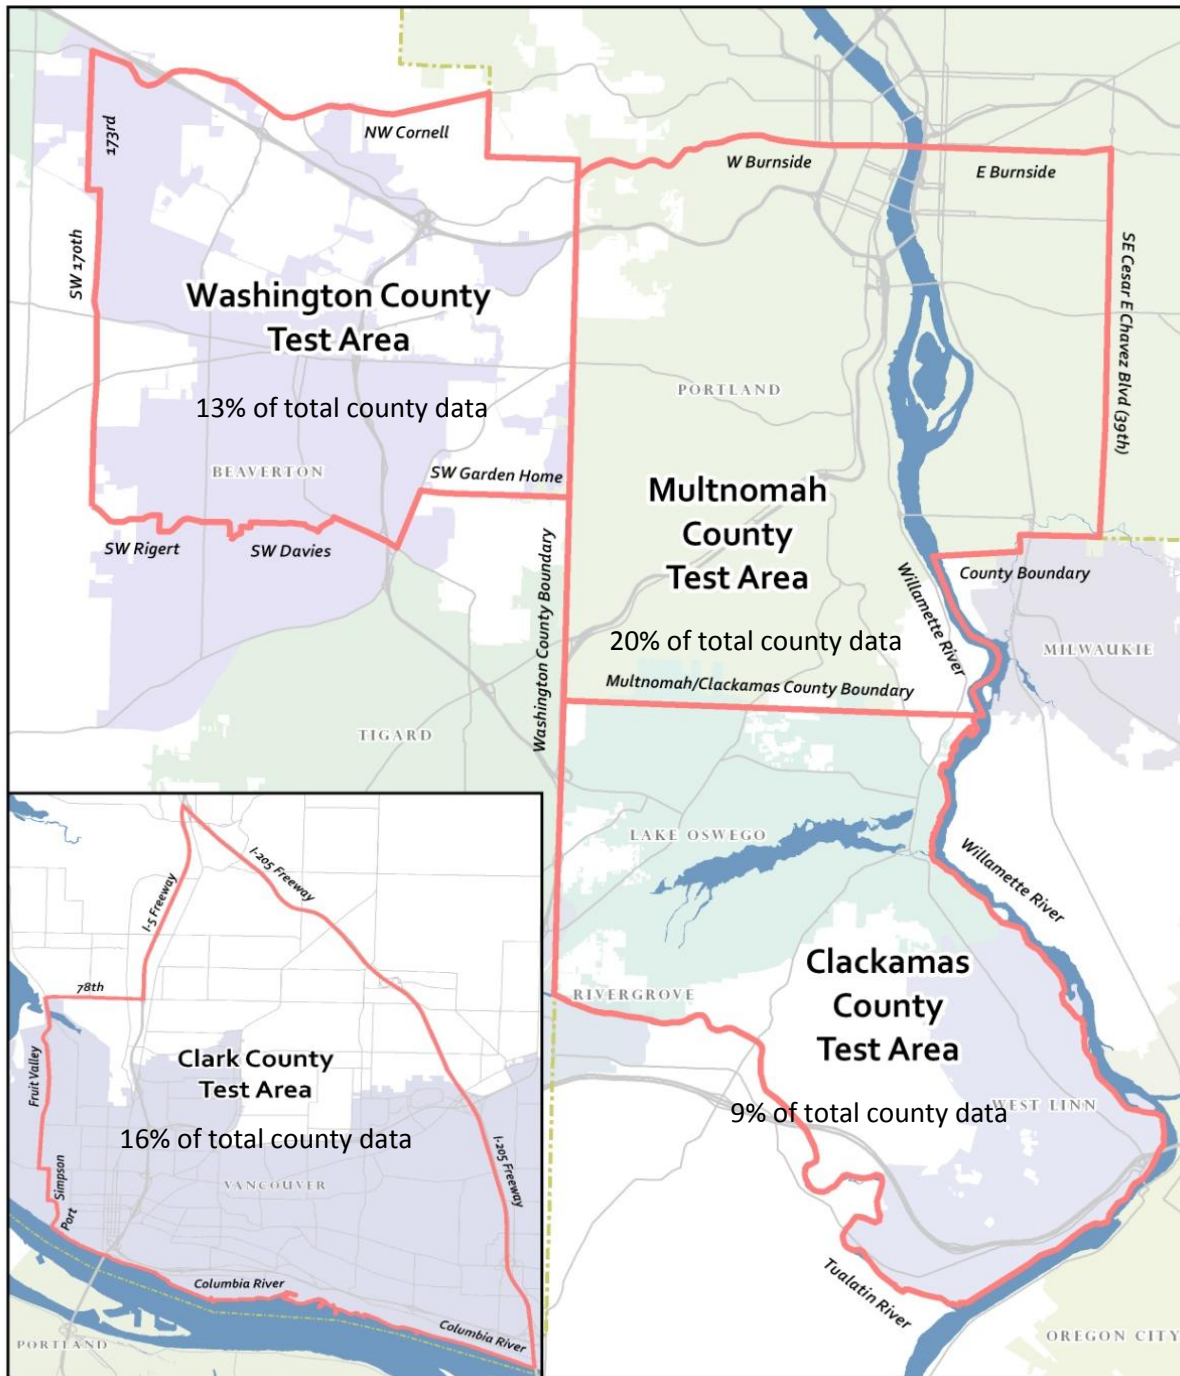 NW Cornell
173rd
W Burnside
E Burnside
SW 170th
SE Cesar E Chavez Blvd (39th)
Washington County
Test Area
13% of total county data
PORTLAND
BEAVERTON
SW Garden Home
Multnomah
County
Test Area
SW Rigert
SW Davies
Washington County Boundary
Willamette River
County Boundary
20% of total county data
MILWAUKIE
Multnomah/Clackamas County Boundary
TIGARD
LAKE OSWEGO
Willamette River
Clackamas
County
Test Area
RIVERGROVE
9% of total county data
WEST LINN
Tualatin River
OREGON CITY
I-5 Freeway
I-205 Freeway
78th
Fruit Valley
Clark County
Test Area
16% of total county data
I-205 Freeway
Simpson
VANCOUVER
Port
Columbia River
Columbia River
PORTLAND